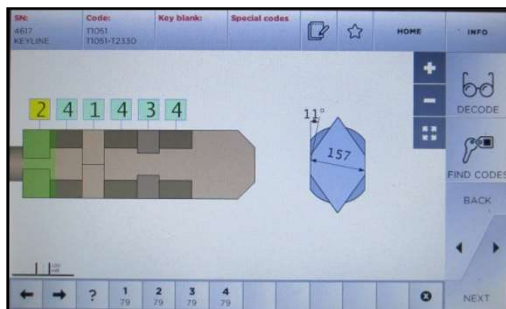 SN:
4617
KEYLINE
Code:
T1051
T1051-T233D
Key blank:
Special codes
HOME
INFO
2 4 1 4 3 4
11°
157
+
-
DECODE
FIND CODES
BACK
NEXT
?
1
79
2
79
3
79
4
79